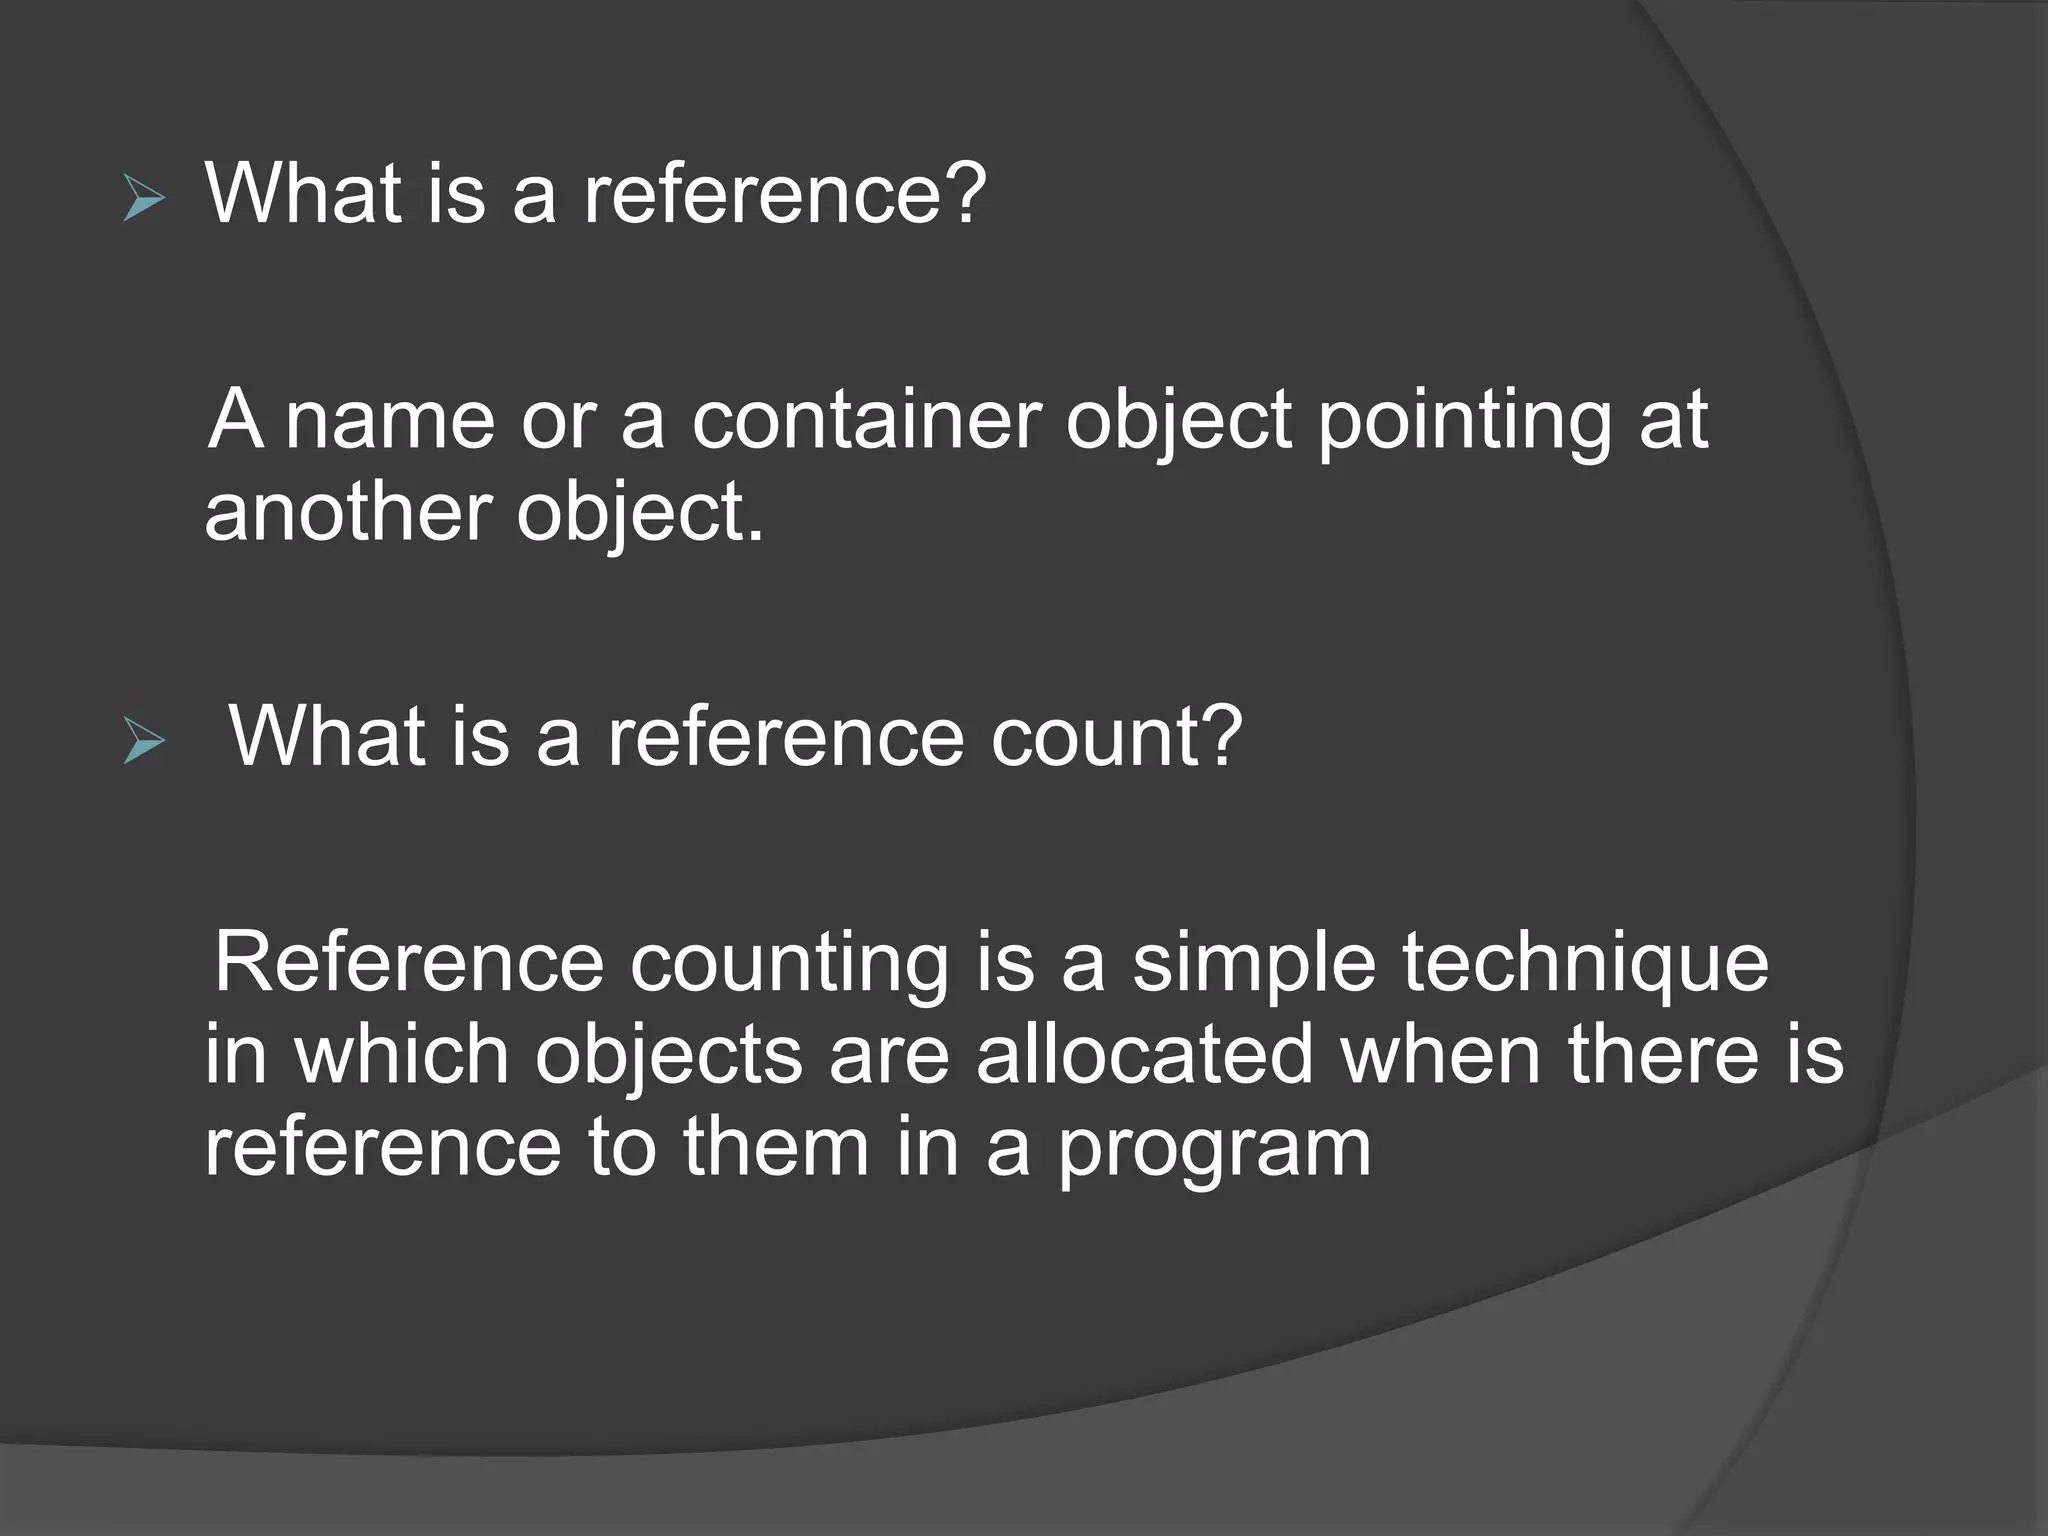 What is a reference?
A name or a container object pointing at
another object.
What is a reference count?
Reference counting is a simple technique
in which objects are allocated when there is
reference to them in a program